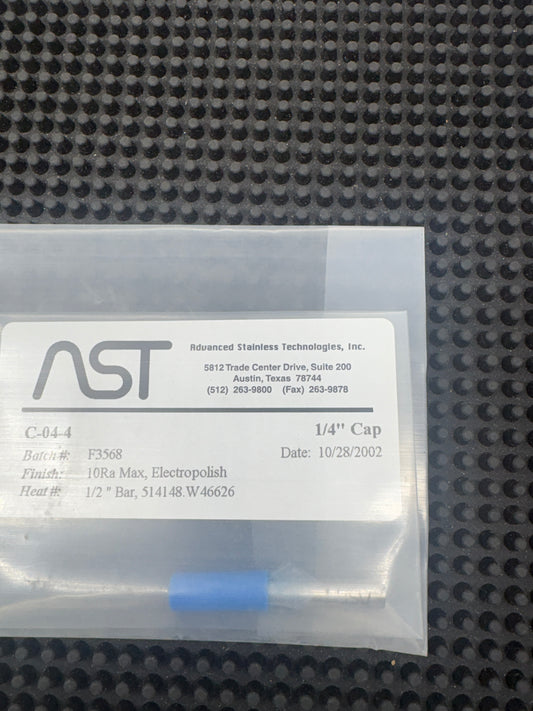 AST
Advanced Stainless Technologies, Inc.
5812 Trade Center Drive, Suite 200
Austin, Texas 78744
(512) 263-9800 (Fax) 263-9878
C-04-4 1/4" Cap
Batch#: F3568 Date: 10/28/2002
Finish: 10Ra Max, Electropolish
Heat #: 1/2 " Bar, 514148.W46626